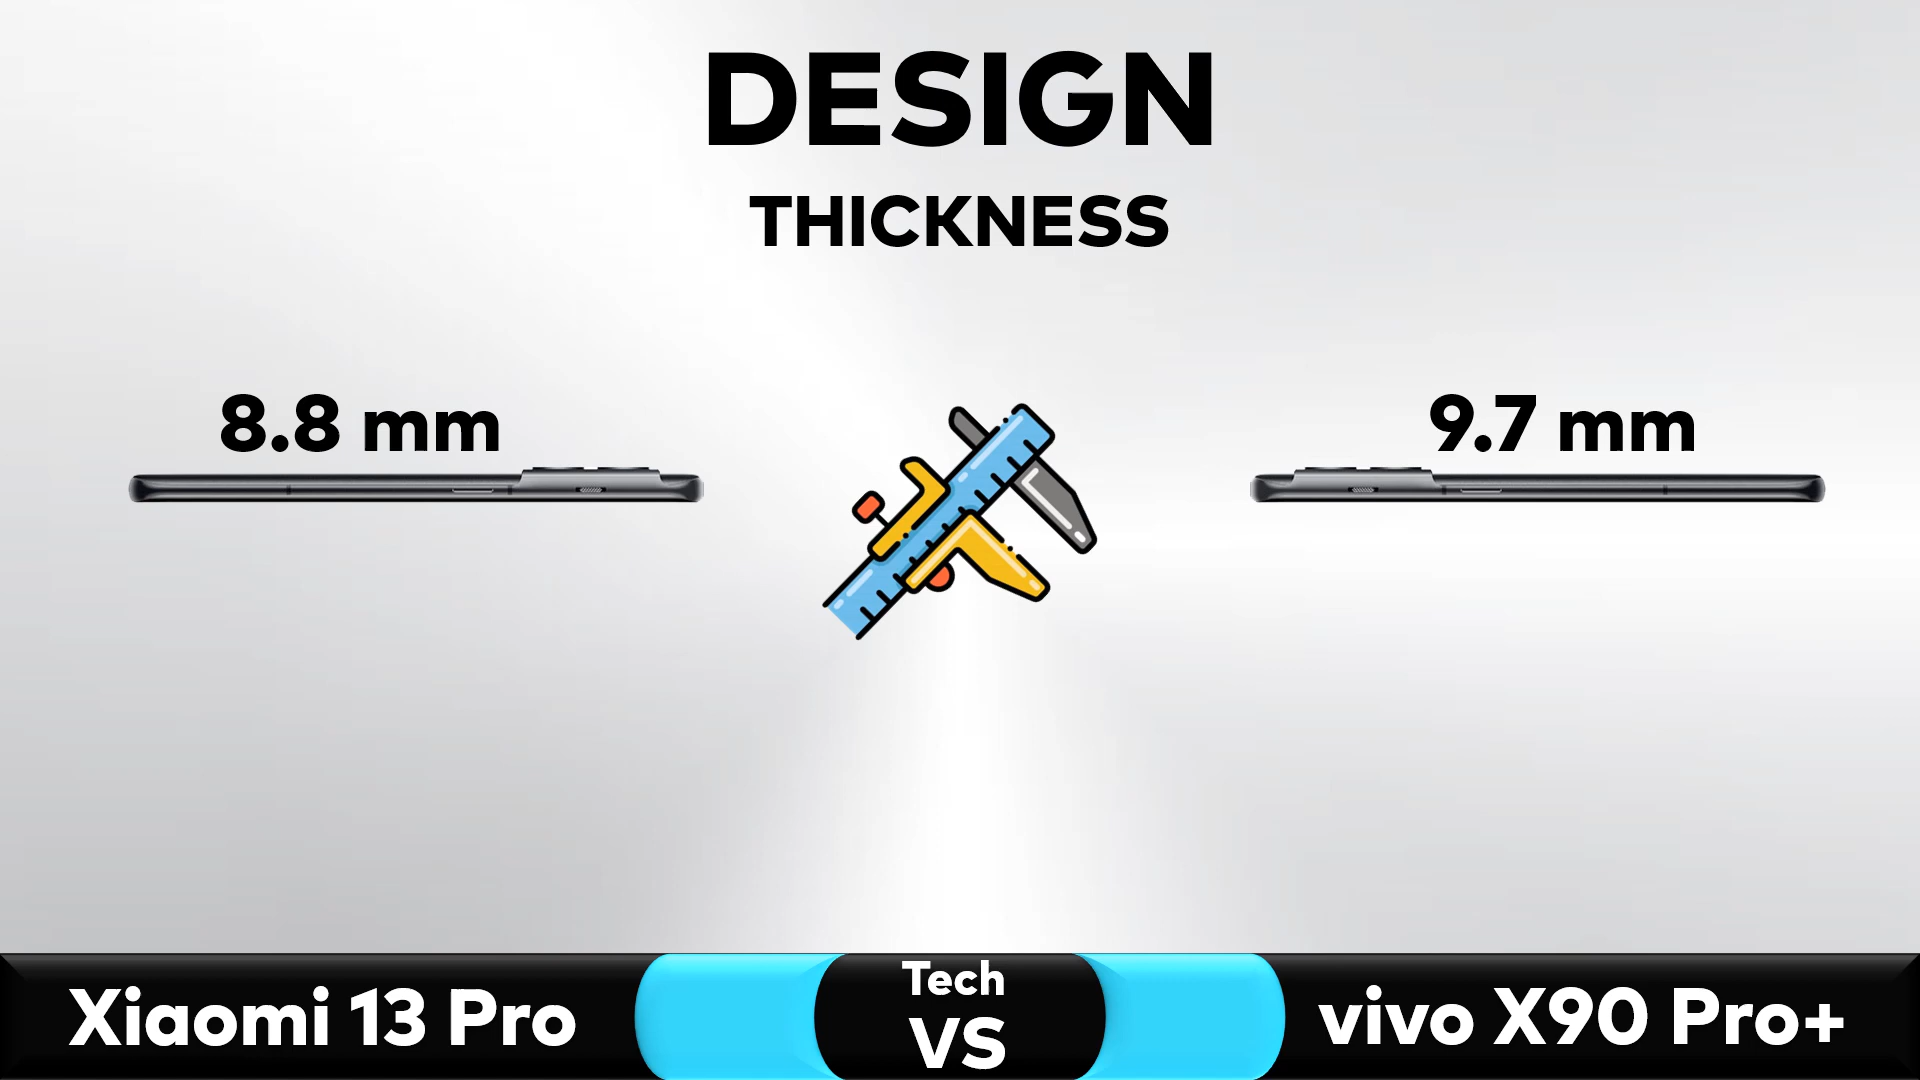 DESIGN
THICKNESS
8.8 mm
9.7 mm
Xiaomi 13 Pro
Tech
VS
vivo X90 Pro+